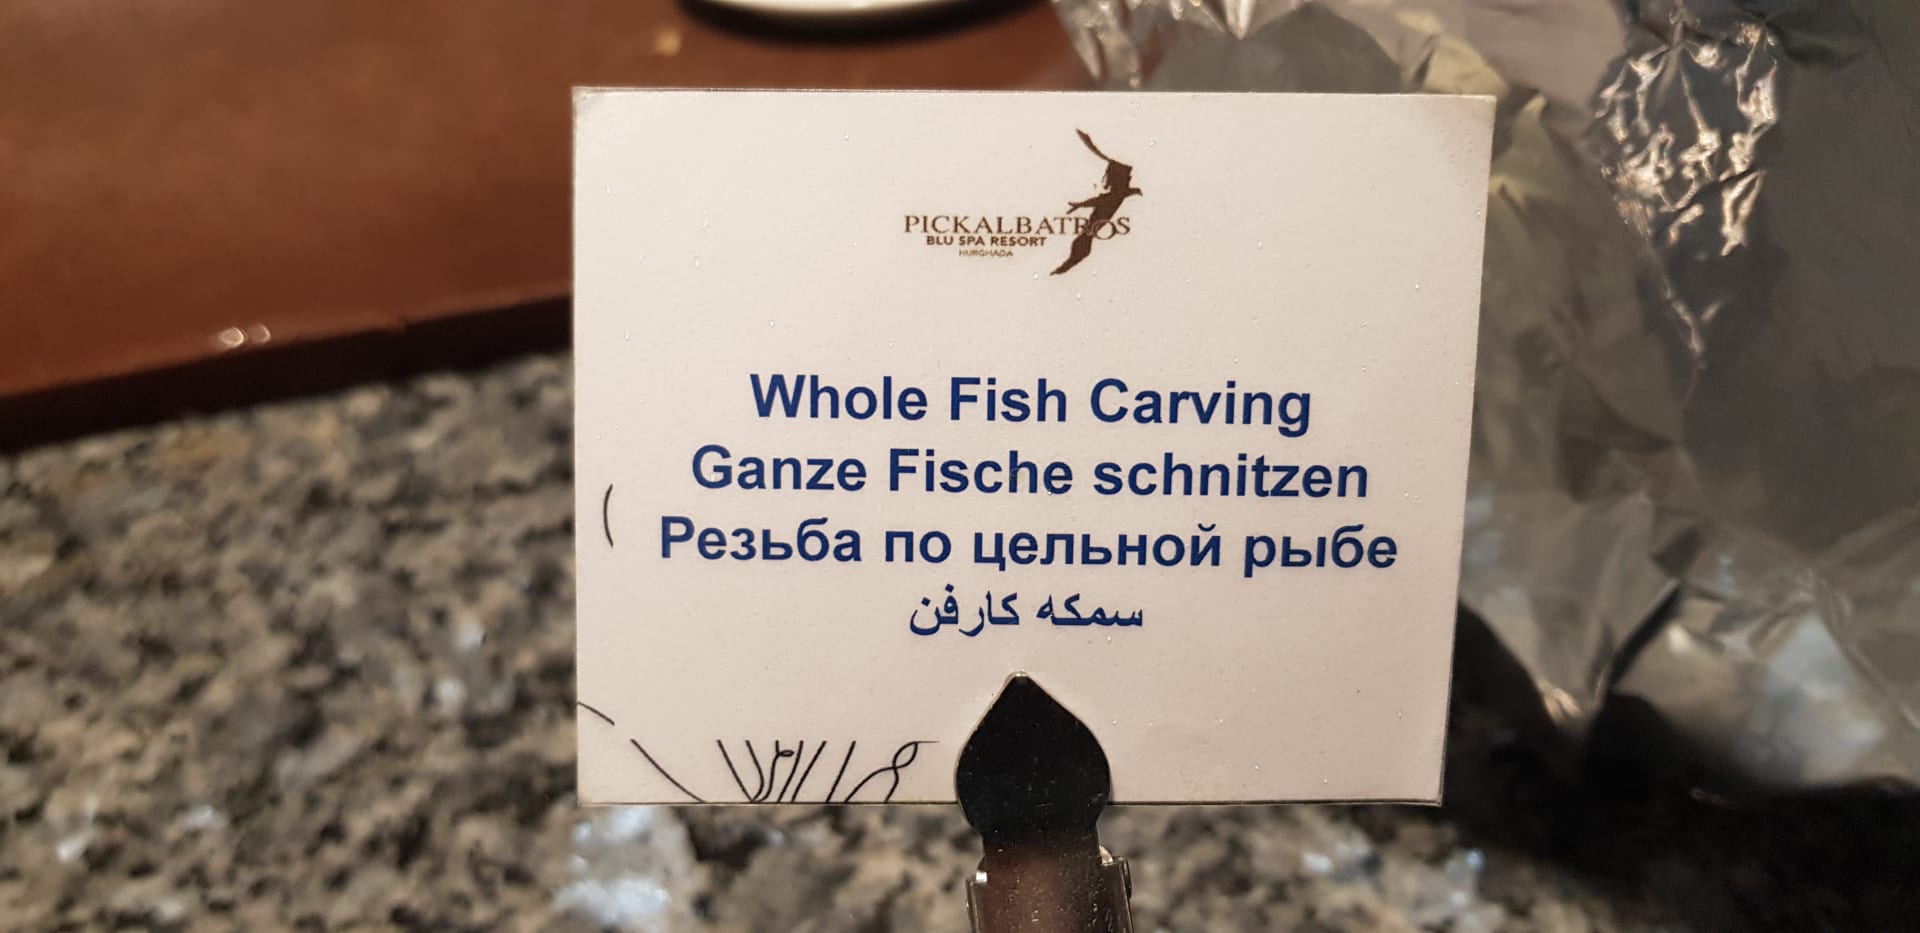 PICKALBATROS
BLU SPA RESORT
HURGHADA
Whole Fish Carving
Ganze Fische schnitzen
Резьба по цельной рыбе
سمكه كارفن